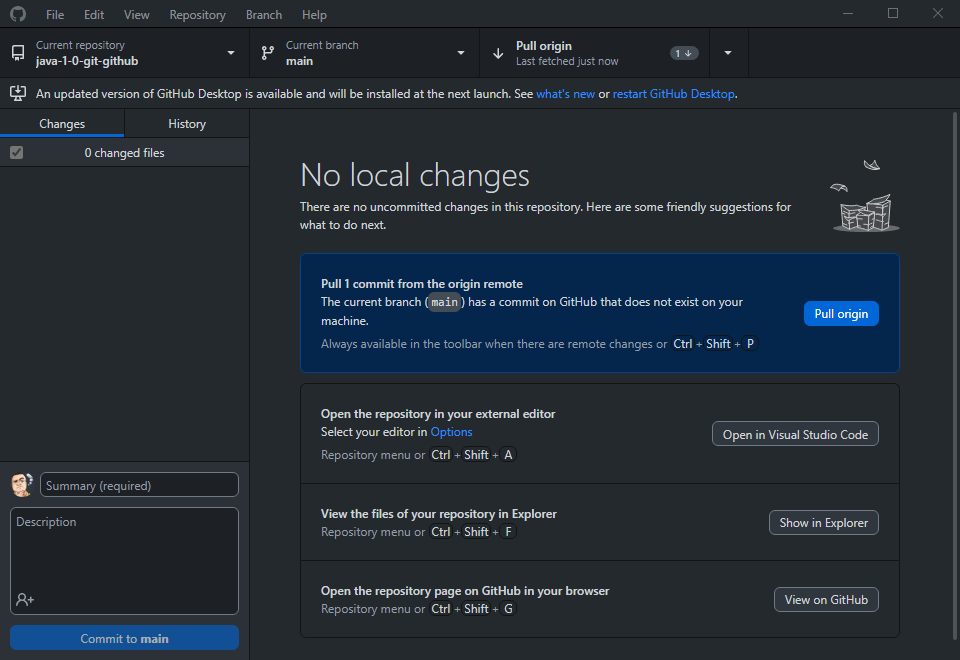 File Edit View Repository Branch Help
Current repository
java-1-0-git-github
Current branch
main
Pull origin
Last fetched just now
1
An updated version of GitHub Desktop is available and will be installed at the next launch. See what's new or restart GitHub Desktop.
Changes
History
0 changed files
No local changes
There are no uncommitted changes in this repository. Here are some friendly suggestions for
what to do next.
Pull 1 commit from the origin remote
The current branch (main) has a commit on GitHub that does not exist on your
machine.
Always available in the toolbar when there are remote changes or Ctrl + Shift + P
Pull origin
Open the repository in your external editor
Select your editor in Options
Repository menu or Ctrl + Shift + A
Open in Visual Studio Code
View the files of your repository in Explorer
Repository menu or Ctrl + Shift + F
Show in Explorer
Open the repository page on GitHub in your browser
Repository menu or Ctrl + Shift + G
View on GitHub
Summary (required)
Description
Commit to main